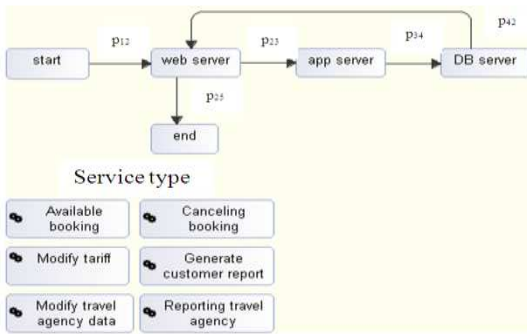 p42
p12
p23
p34
start
web server
app server
DB server
p25
end
Service type
Available
booking
Canceling
booking
Modify tariff
Generate
customer report
Modify travel
agency data
Reporting travel
agency